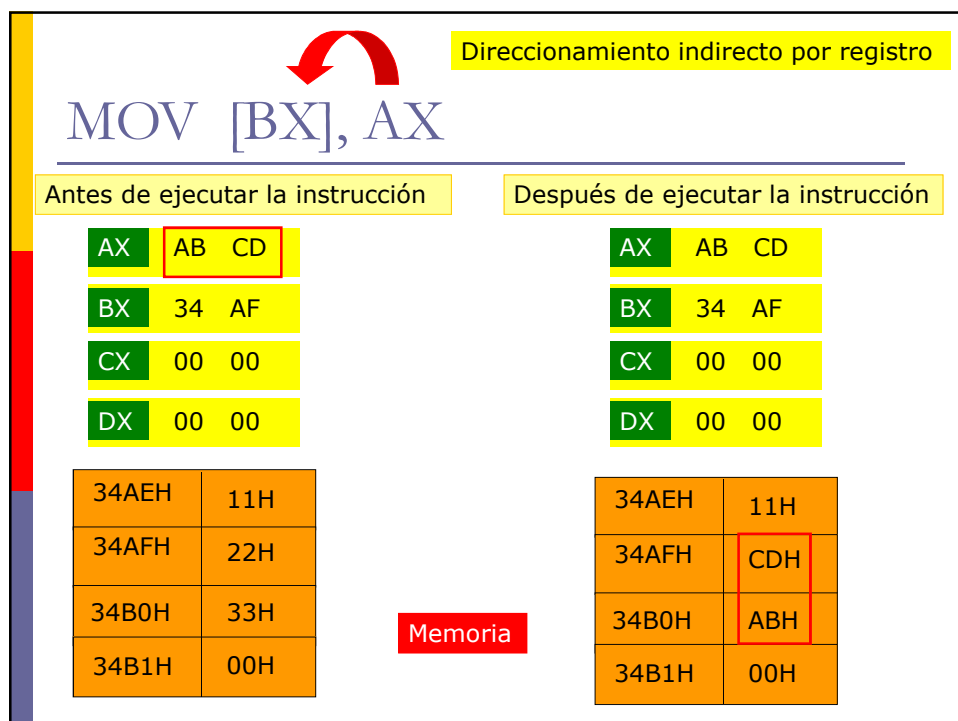 Direccionamiento indirecto por registro
MOV [BX], AX
Antes de ejecutar la instrucción
AX AB CD
BX 34 AF
CX 00 00
DX 00 00
34AEH 11H
34AFH 22H
34B0H 33H
34B1H 00H
Memoria
Después de ejecutar la instrucción
AX AB CD
BX 34 AF
CX 00 00
DX 00 00
34AEH 11H
34AFH CDH
34B0H ABH
34B1H 00H